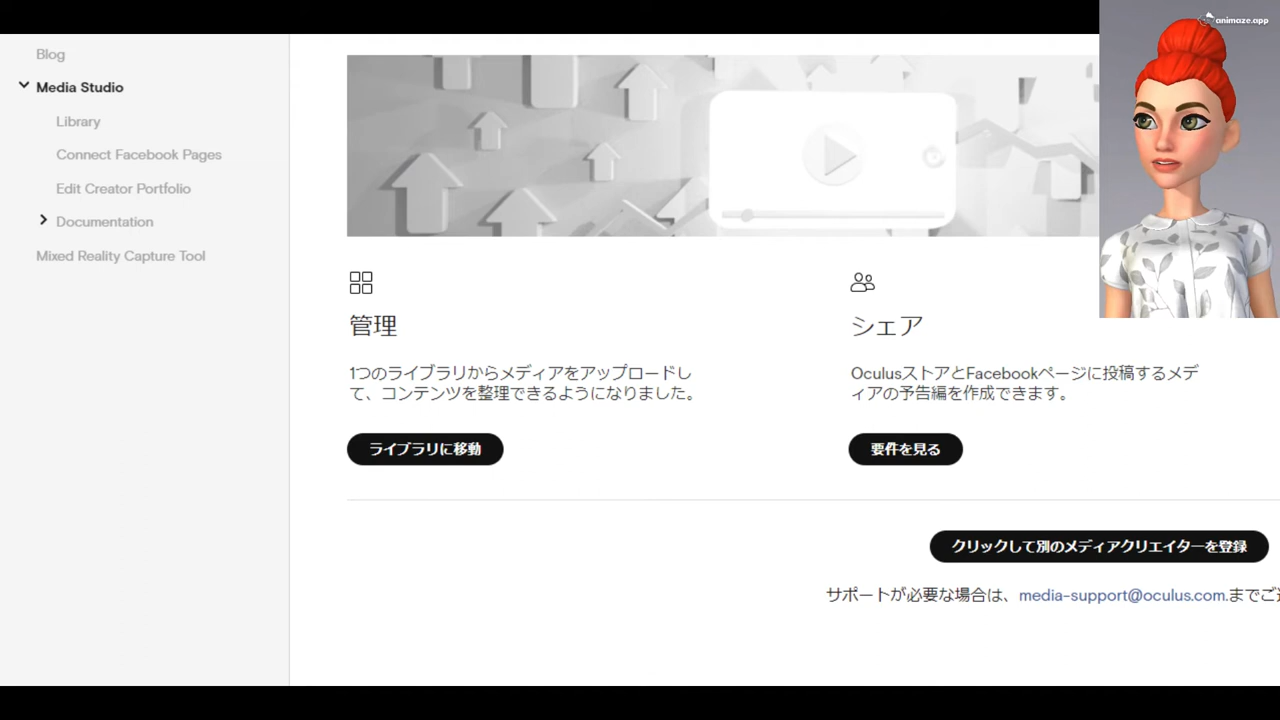 animaze.app
Blog
Media Studio
Library
Connect Facebook Pages
Edit Creator Portfolio
Documentation
Mixed Reality Capture Tool
管理
1つのライブラリからメディアをアップロードし
て、コンテンツを整理できるようになりました。
ライブラリに移動
シェア
OculusストアとFacebookページに投稿するメデ
ィアの予告編を作成できます。
要件を見る
クリックして別のメディアクリエイターを登録
サポートが必要な場合は、media-support@oculus.com.までご